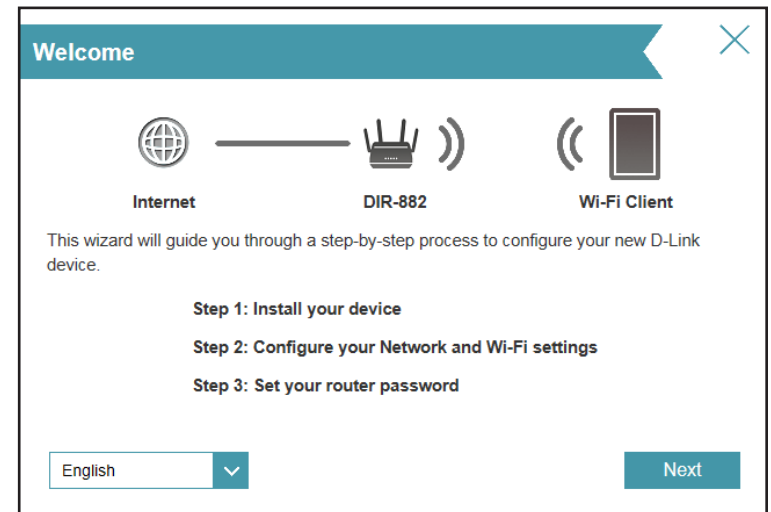 Welcome
Internet
DIR-882
Wi-Fi Client
This wizard will guide you through a step-by-step process to configure your new D-Link
device.
Step 1: Install your device
Step 2: Configure your Network and Wi-Fi settings
Step 3: Set your router password
English
Next